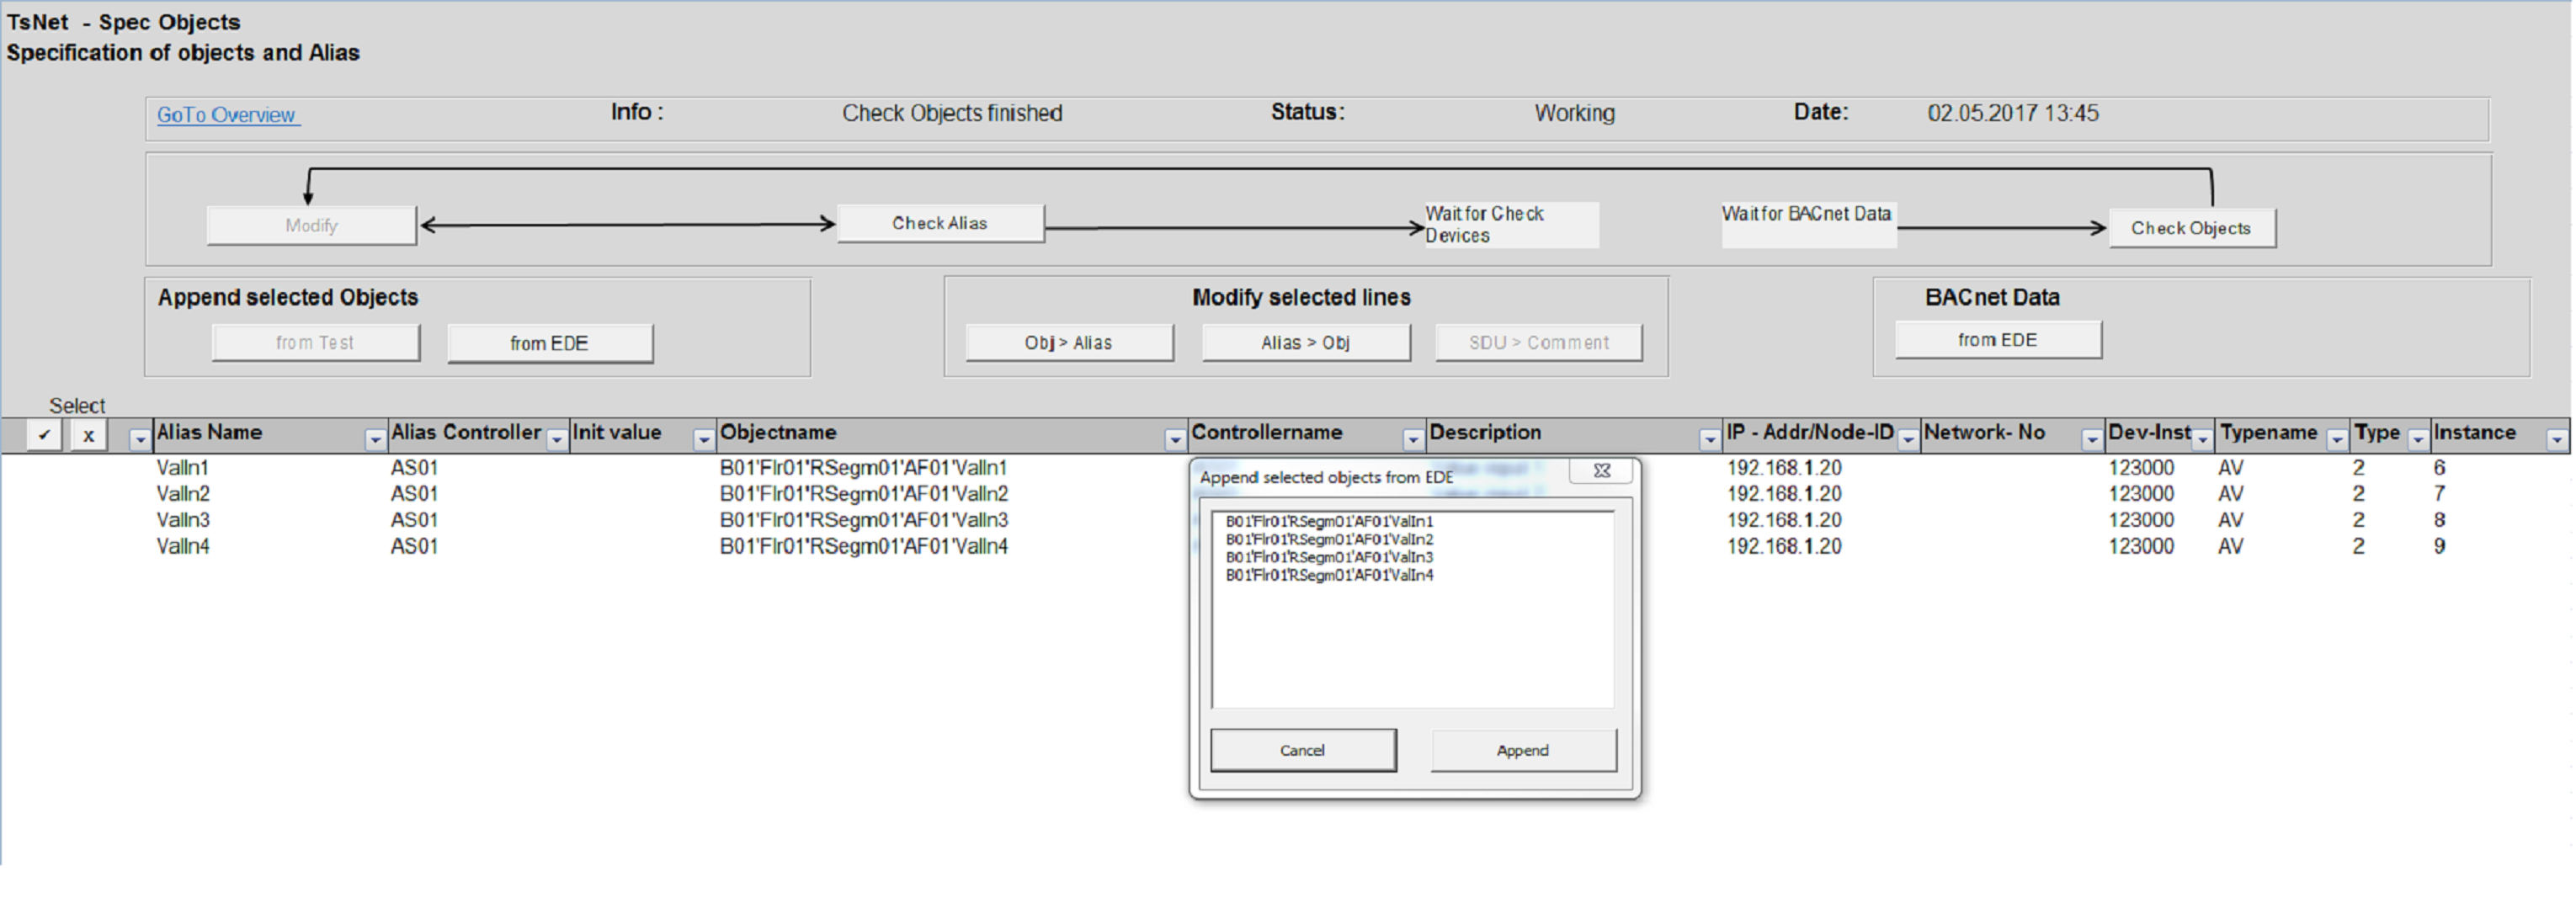 TsNet - Spec Objects
Specification of objects and Alias
GoTo Overview Info : Check Objects finished Status: Working Date: 02.05.2017 13:45
Modify Check Alias Wait for Check Devices Wait for BACnet Data Check Objects
Append selected Objects Modify selected lines BACnet Data
from Test from EDE Obj > Alias Alias > Obj SDU > Comment from EDE
Select
✓ x Alias Name Alias Controller Init value Objectname Controllername Description IP - Addr/Node-ID Network- No Dev-Inst Typename Type Instance
ValIn1 AS01 B01'Flr01'RSegm01'AF01'ValIn1 192.168.1.20 123000 AV 2 6
ValIn2 AS01 B01'Flr01'RSegm01'AF01'ValIn2 192.168.1.20 123000 AV 2 7
ValIn3 AS01 B01'Flr01'RSegm01'AF01'ValIn3 192.168.1.20 123000 AV 2 8
ValIn4 AS01 B01'Flr01'RSegm01'AF01'ValIn4 192.168.1.20 123000 AV 2 9
Append selected objects from EDE
B01'Flr01'RSegm01'AF01'ValIn1
B01'Flr01'RSegm01'AF01'ValIn2
B01'Flr01'RSegm01'AF01'ValIn3
B01'Flr01'RSegm01'AF01'ValIn4
Cancel Append